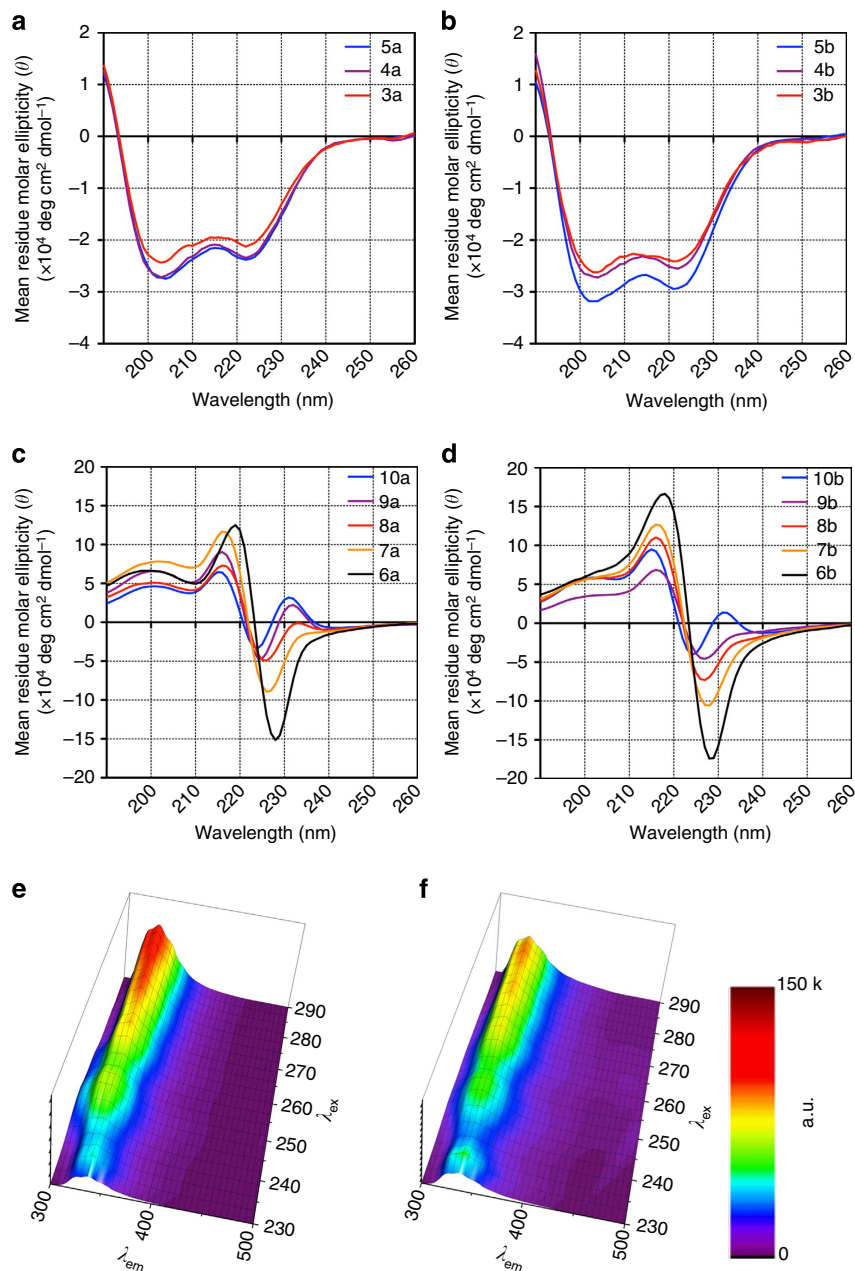 a
2
1
0
−1
−2
−3
−4
Mean residue molar ellipticity (θ)
(×10⁴ deg cm² dmol⁻¹)
5a
4a
3a
200 210 220 230 240 250 260
Wavelength (nm)
b
2
1
0
−1
−2
−3
−4
Mean residue molar ellipticity (θ)
(×10⁴ deg cm² dmol⁻¹)
5b
4b
3b
200 210 220 230 240 250 260
Wavelength (nm)
c
20
15
10
5
0
−5
−10
−15
−20
Mean residue molar ellipticity (θ)
(×10⁴ deg cm² dmol⁻¹)
10a
9a
8a
7a
6a
200 210 220 230 240 250 260
Wavelength (nm)
d
20
15
10
5
0
−5
−10
−15
−20
Mean residue molar ellipticity (θ)
(×10⁴ deg cm² dmol⁻¹)
10b
9b
8b
7b
6b
200 210 220 230 240 250 260
Wavelength (nm)
e
290
280
270
260
250
240
230
λex
300 400 500
λem
f
290
280
270
260
250
240
230
λex
300 400 500
λem
150 k
a.u.
0